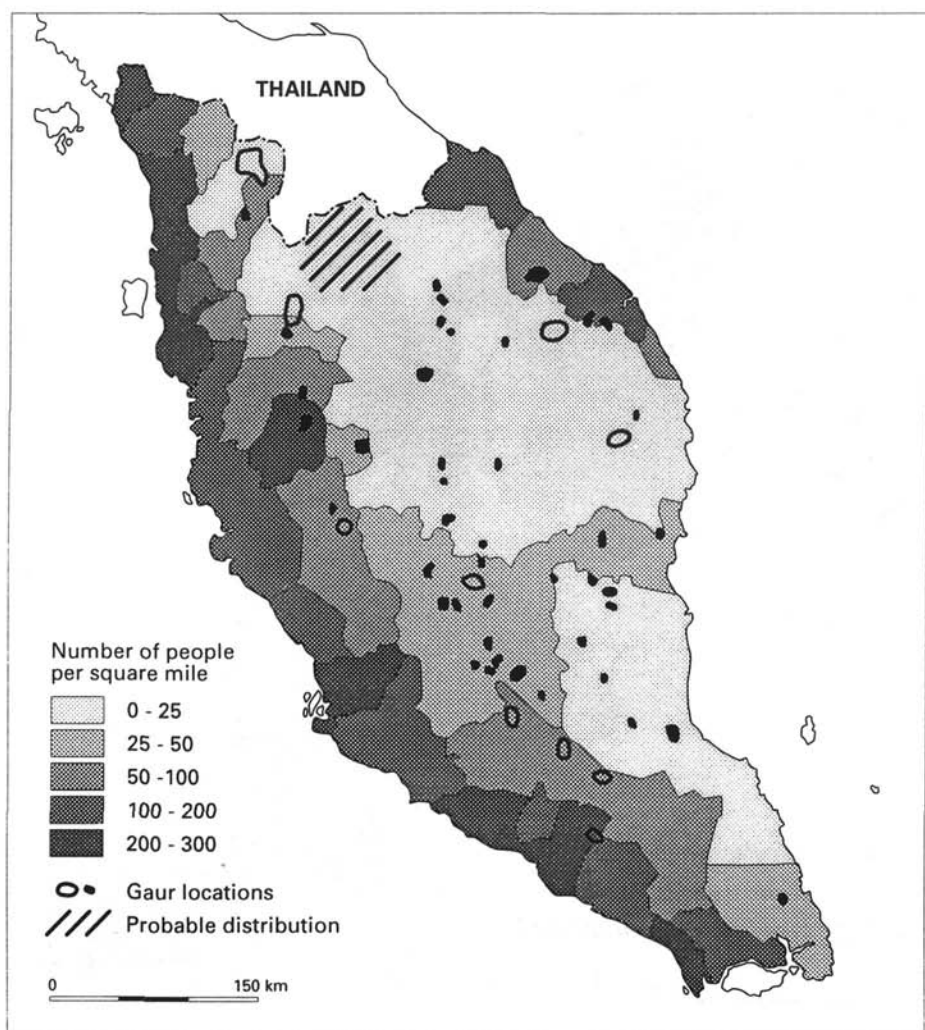 THAILAND
Number of people
per square mile
0 - 25
25 - 50
50 -100
100 - 200
200 - 300
Gaur locations
Probable distribution
0 150 km